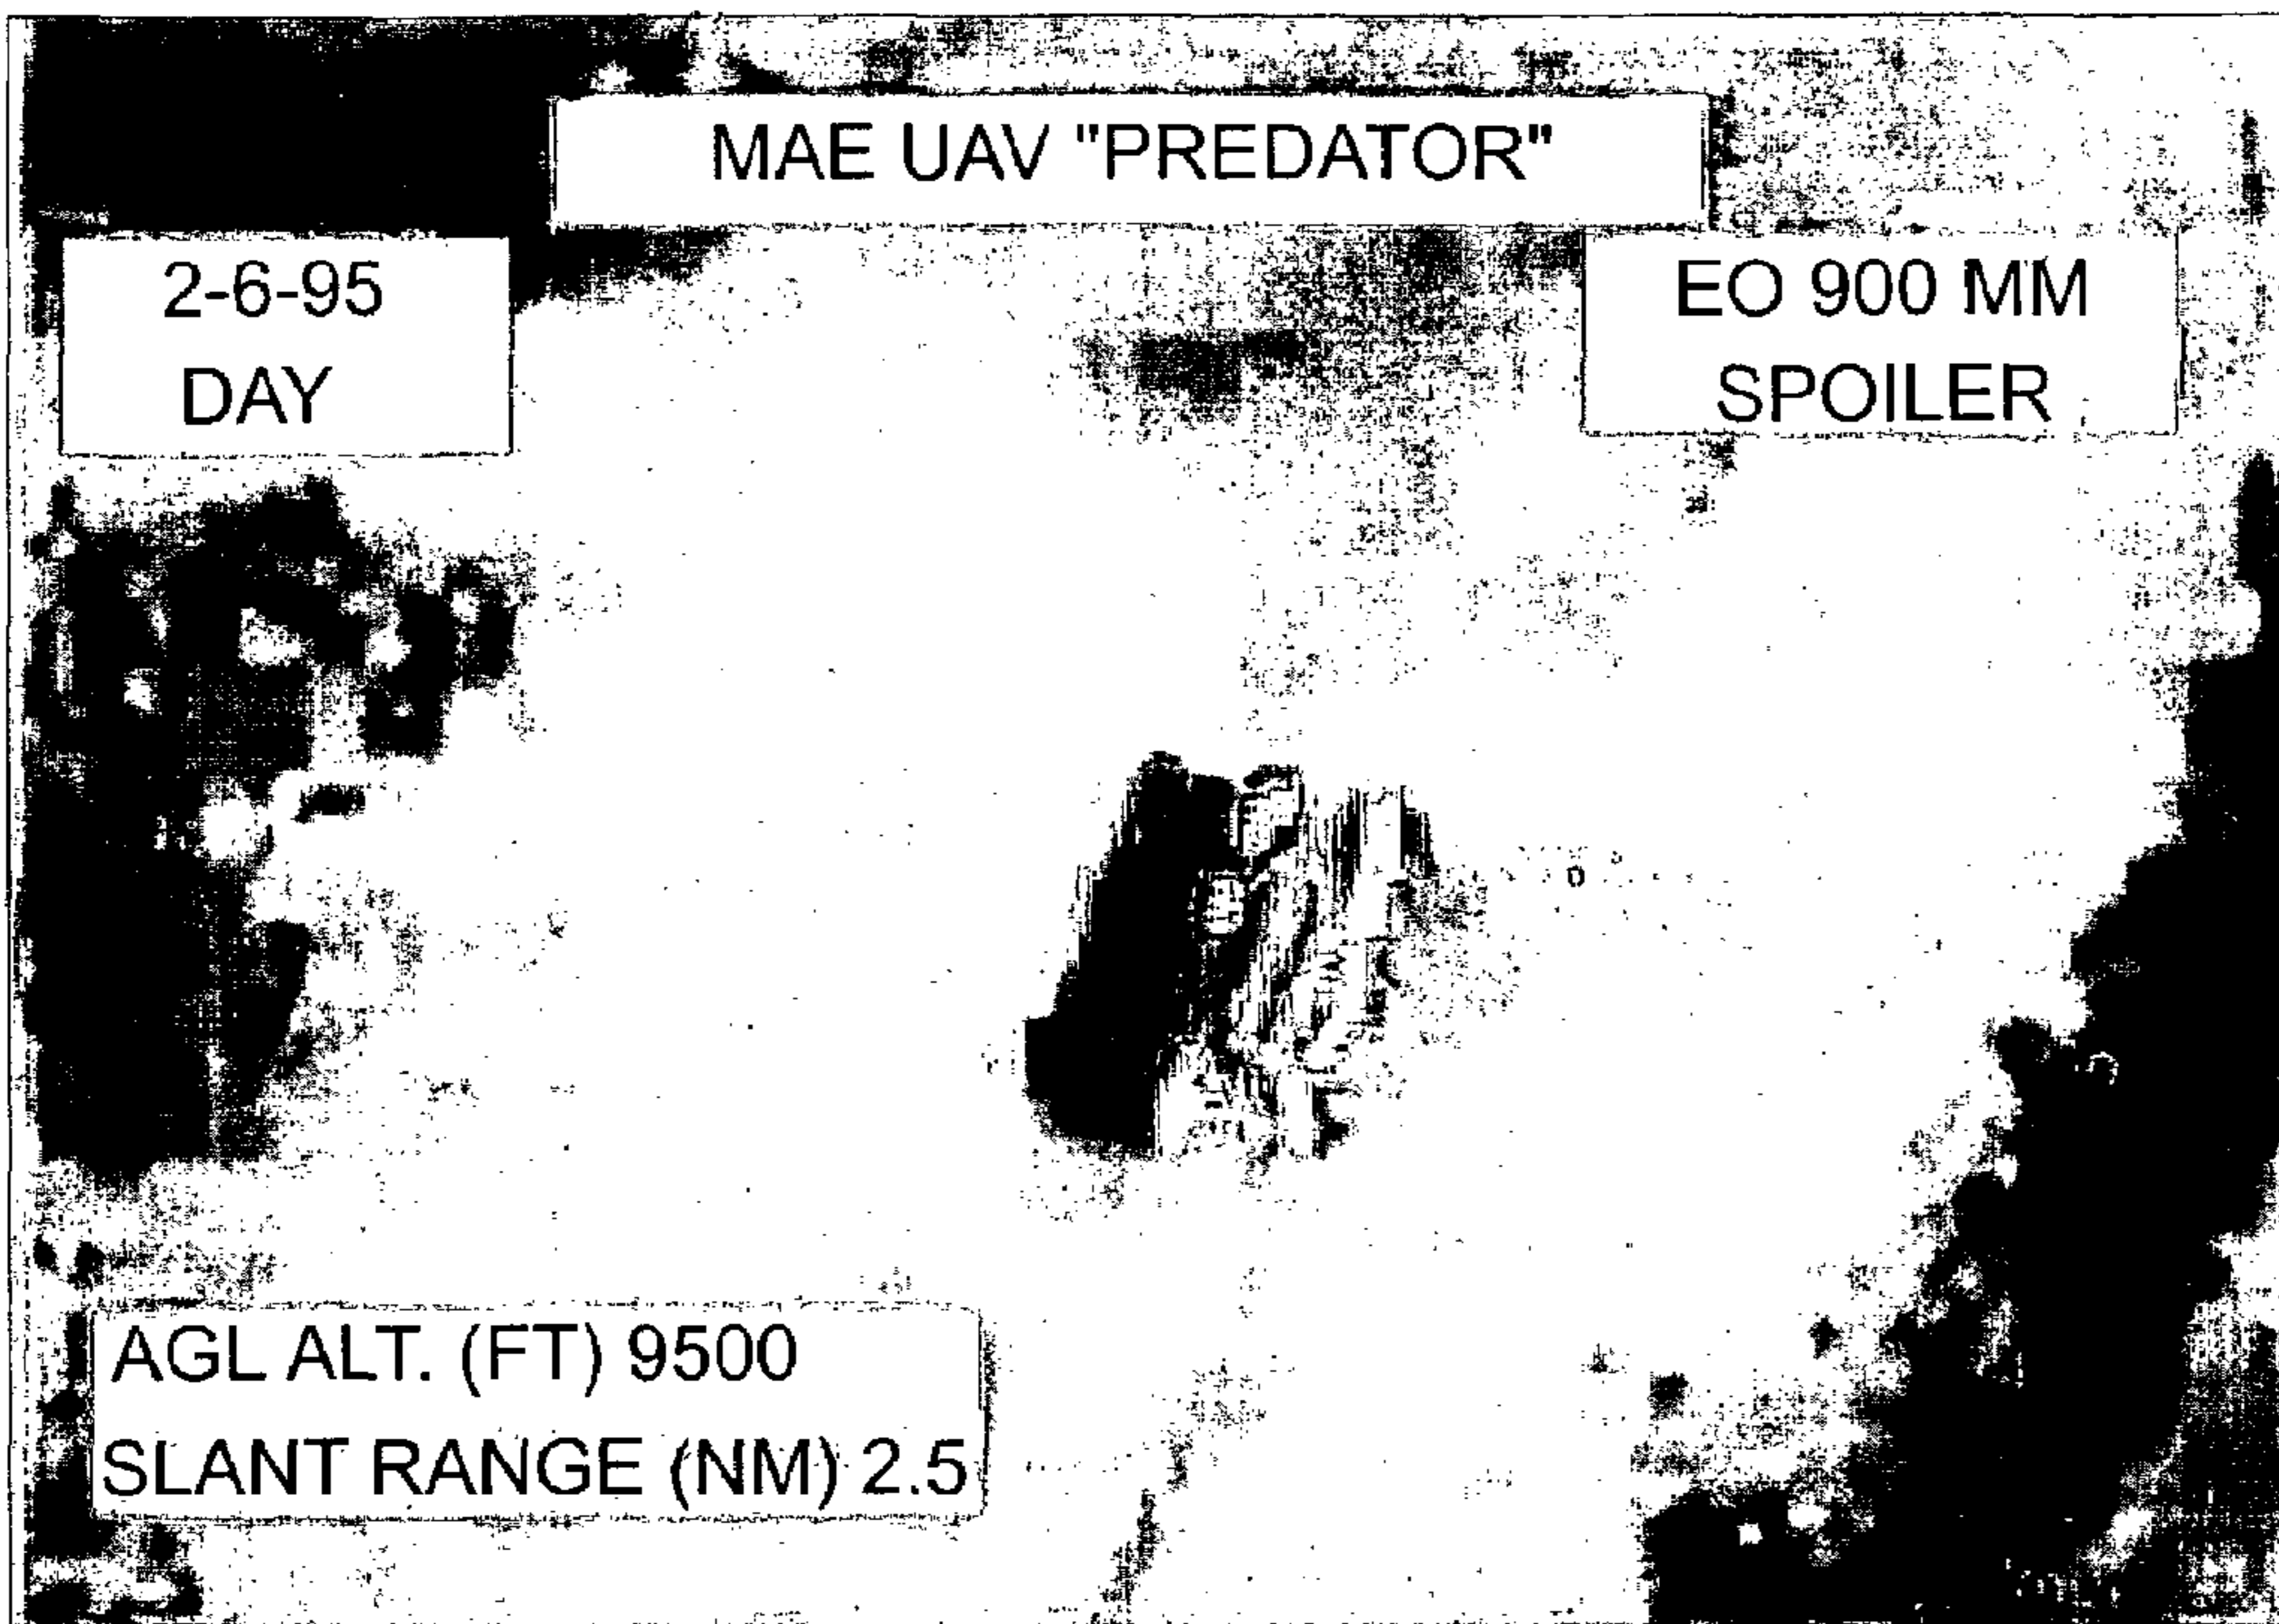 MAE UAV "PREDATOR"
2-6-95
DAY
EO 900 MM
SPOILER
AGL ALT. (FT) 9500
SLANT RANGE (NM) 2.5